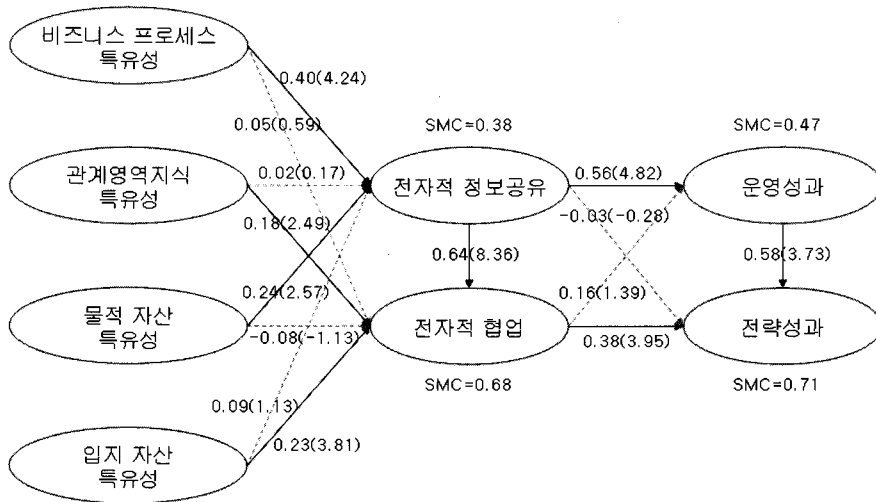 비즈니스 프로세스
특유성
0.40(4.24)
0.05(0.59)
SMC=0.38
SMC=0.47
관계영역지식
특유성
0.02(0.17)
전자적 정보공유
0.56(4.82)
운영성과
0.18(2.49)
-0.03(-0.28)
0.64(8.36)
0.58(3.73)
0.24(2.57)
0.16(1.39)
물적 자산
특유성
-0.08(-1.13)
전자적 협업
0.38(3.95)
전략성과
SMC=0.68
SMC=0.71
0.09(1.13)
0.23(3.81)
입지 자산
특유성